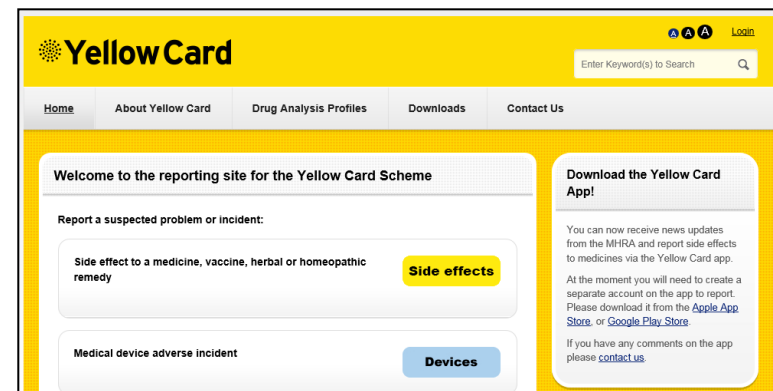 A A A Login
Yellow Card
Enter Keyword(s) to Search
Home About Yellow Card Drug Analysis Profiles Downloads Contact Us
Welcome to the reporting site for the Yellow Card Scheme
Report a suspected problem or incident:
Side effect to a medicine, vaccine, herbal or homeopathic
remedy
Side effects
Medical device adverse incident
Devices
Download the Yellow Card
App!
You can now receive news updates
from the MHRA and report side effects
to medicines via the Yellow Card app.
At the moment you will need to create a
separate account on the app to report.
Please download it from the Apple App
Store, or Google Play Store.
If you have any comments on the app
please contact us.